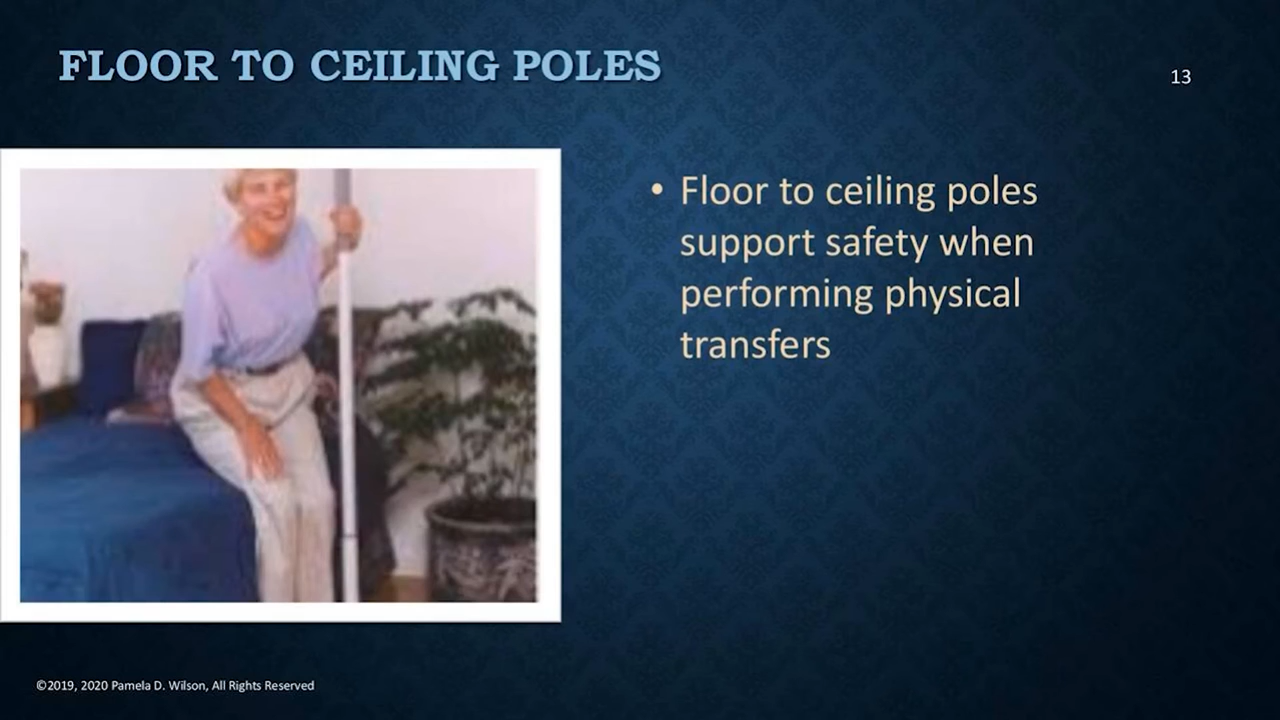 FLOOR TO CEILING POLES
13
• Floor to ceiling poles
support safety when
performing physical
transfers
©2019, 2020 Pamela D. Wilson, All Rights Reserved